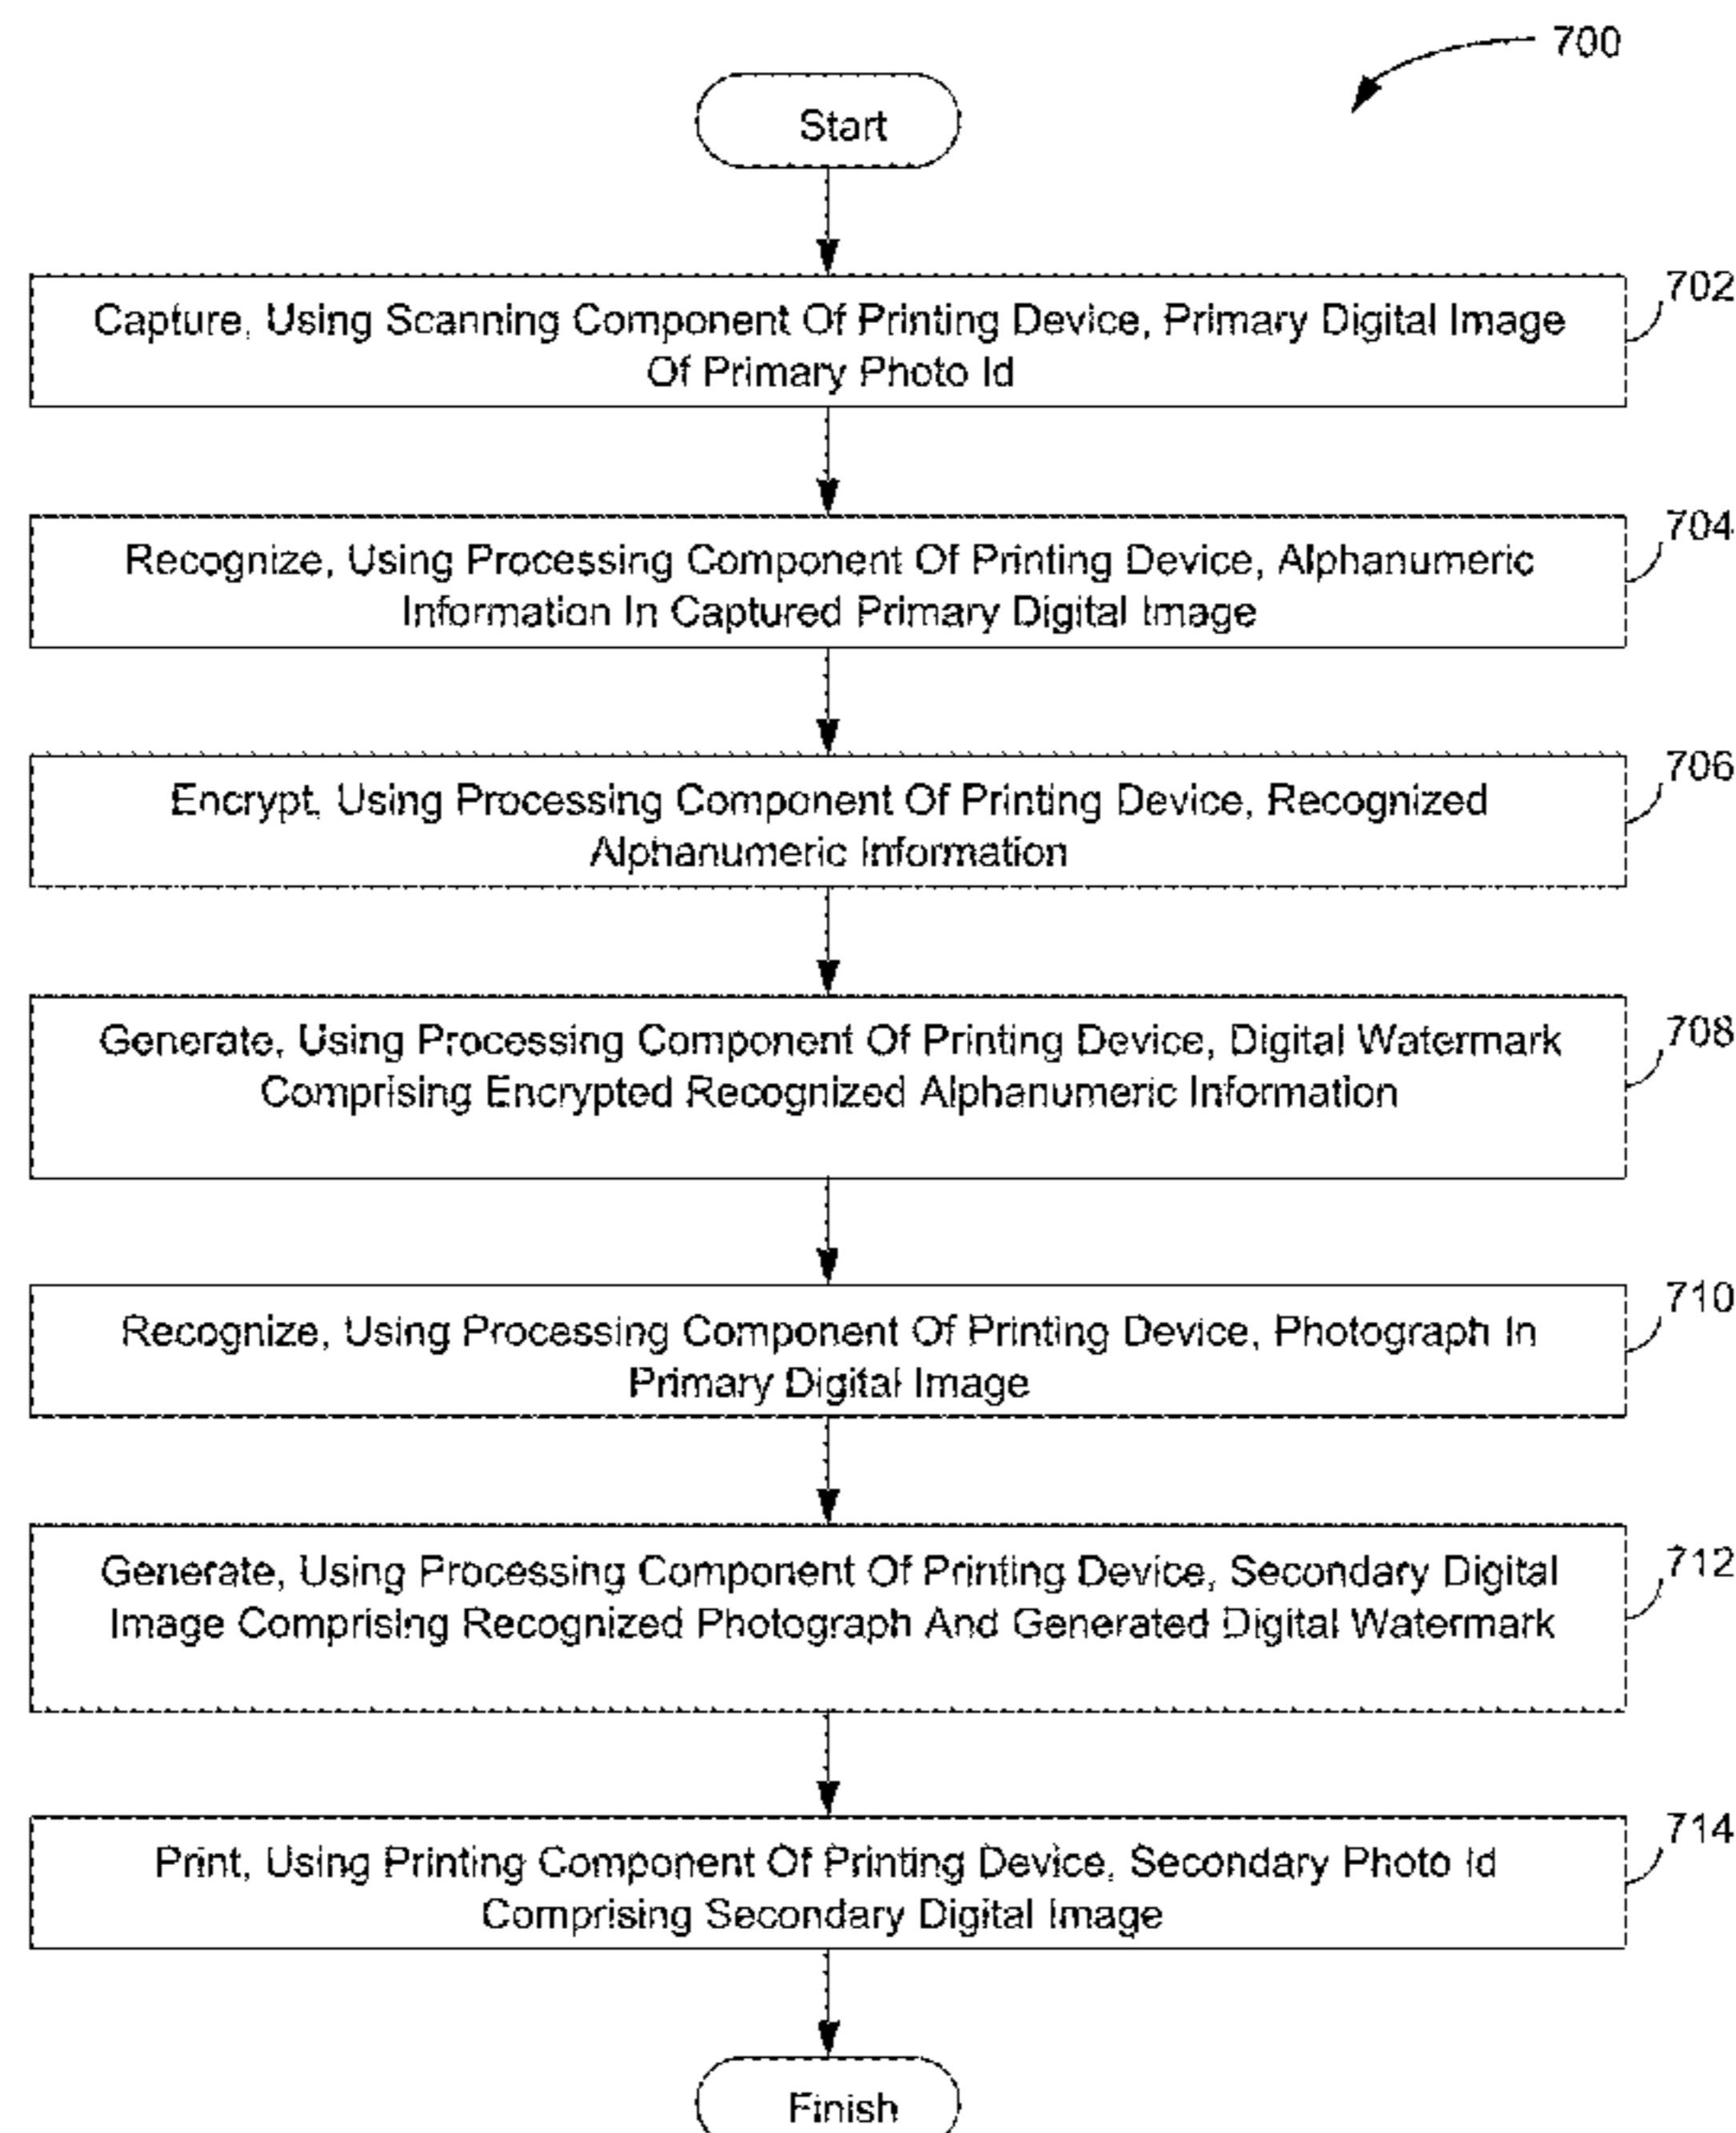 700
Start
702
Capture, Using Scanning Component Of Printing Device, Primary Digital Image
Of Primary Photo Id
704
Recognize, Using Processing Component Of Printing Device, Alphanumeric
Information In Captured Primary Digital Image
706
Encrypt, Using Processing Component Of Printing Device, Recognized
Alphanumeric Information
708
Generate, Using Processing Component Of Printing Device, Digital Watermark
Comprising Encrypted Recognized Alphanumeric Information
710
Recognize, Using Processing Component Of Printing Device, Photograph In
Primary Digital Image
712
Generate, Using Processing Component Of Printing Device, Secondary Digital
Image Comprising Recognized Photograph And Generated Digital Watermark
714
Print, Using Printing Component Of Printing Device, Secondary Photo Id
Comprising Secondary Digital Image
Finish